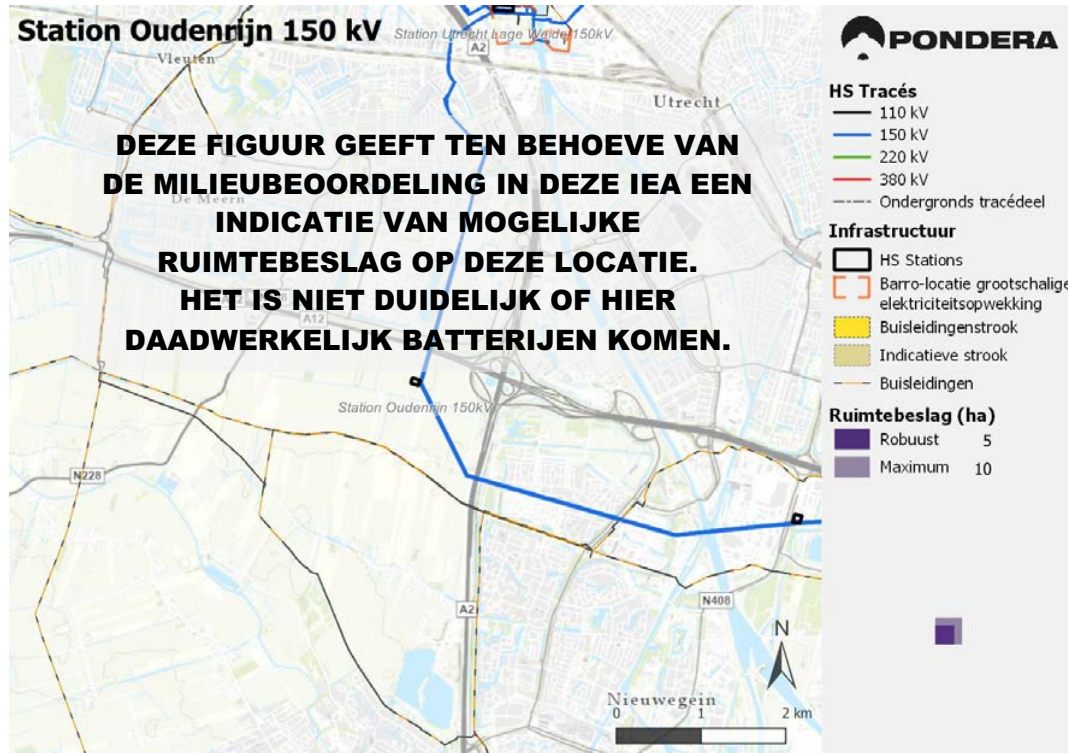 Station Oudenrijn 150 kV
Station Utrecht Lage Weide 150kV
A2
Vleuten
Utrecht
DEZE FIGUUR GEEFT TEN BEHOEVE VAN
DE MILIEUBEOORDELING IN DEZE IEA EEN
De Meern
INDICATIE VAN MOGELIJKE
RUIMTEBESLAG OP DEZE LOCATIE.
HET IS NIET DUIDELIJK OF HIER
A12
DAADWERKELIJK BATTERIJEN KOMEN.
Station Oudenrijn 150kV
N228
A2
N408
N
Nieuwegein
0 1 2 km
PONDERA
HS Tracés
110 kV
150 kV
220 kV
380 kV
Ondergronds tracédeel
Infrastructuur
HS Stations
Barro-locatie grootschalige
elektriciteitsopwekking
Buisleidingenstrook
Indicatieve strook
Buisleidingen
Ruimtebeslag (ha)
Robuust 5
Maximum 10